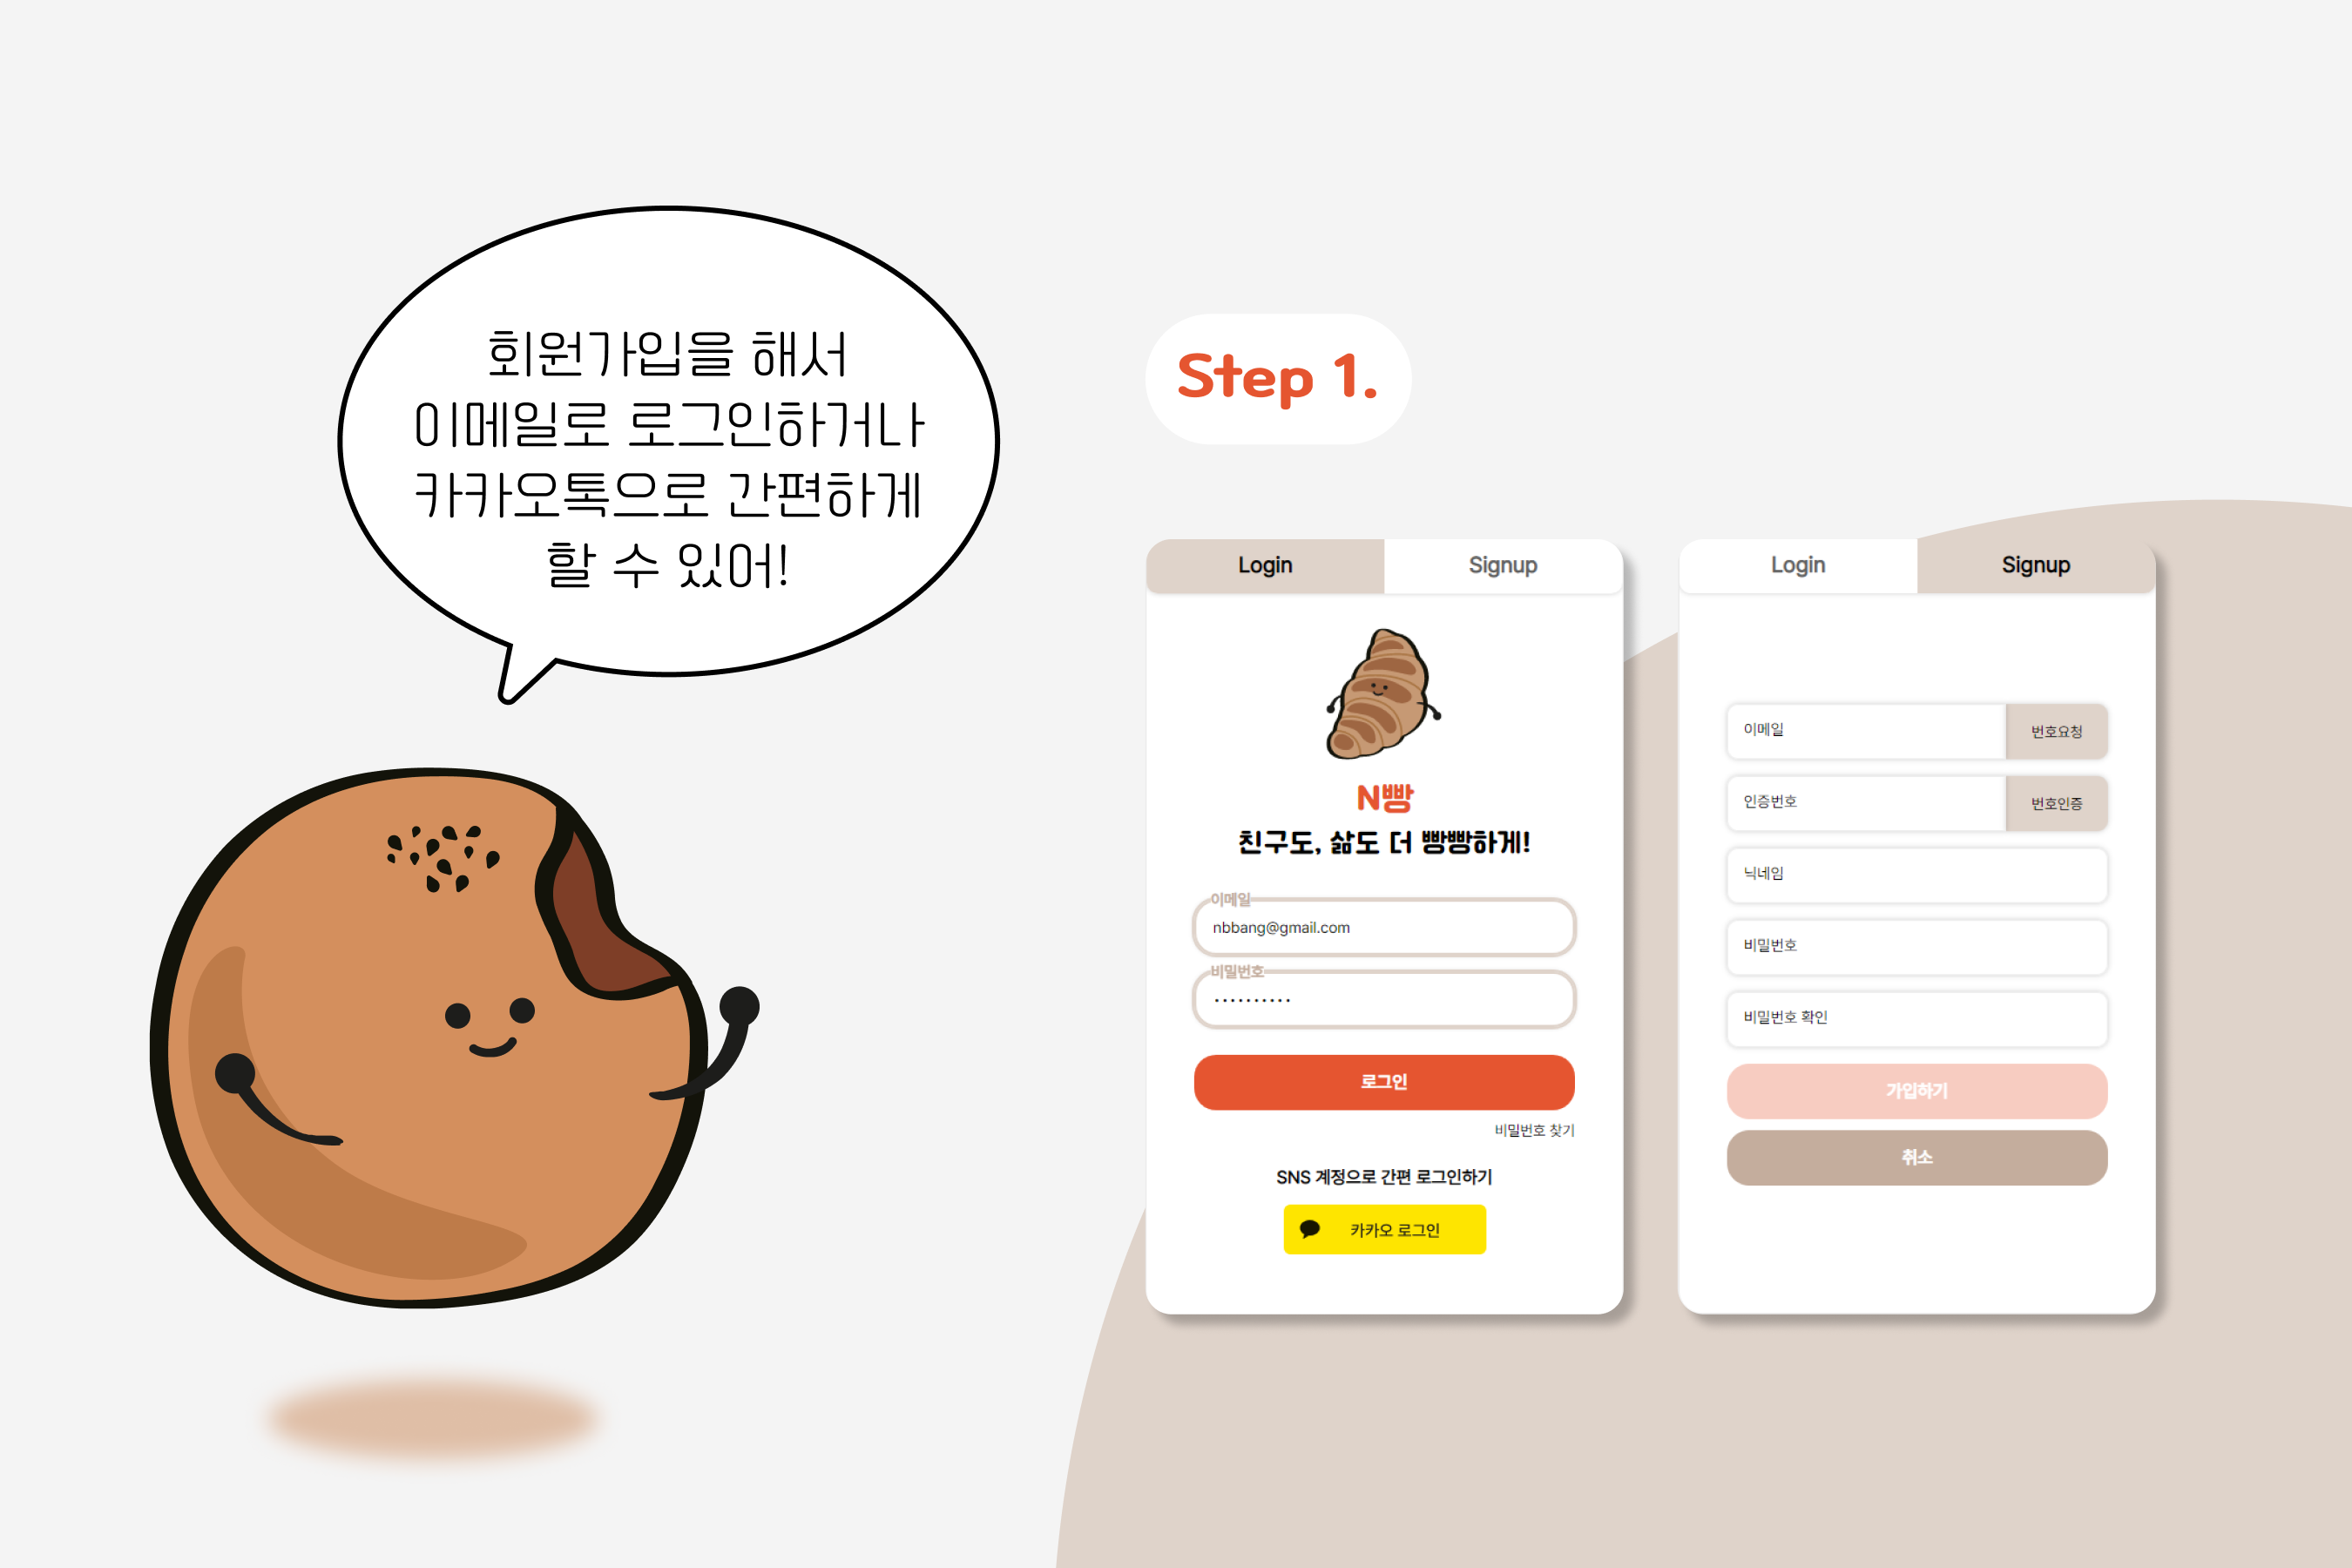 회원가입을 해서
이메일로 로그인하거나
카카오톡으로 간편하게
할 수 있어!
Step 1.
Login
Signup
N빵
친구도, 삶도 더 빵빵하게!
이메일
nbbang@gmail.com
비밀번호
··········
로그인
비밀번호 찾기
SNS 계정으로 간편 로그인하기
카카오 로그인
Login
Signup
이메일
번호요청
인증번호
번호인증
닉네임
비밀번호
비밀번호 확인
가입하기
취소